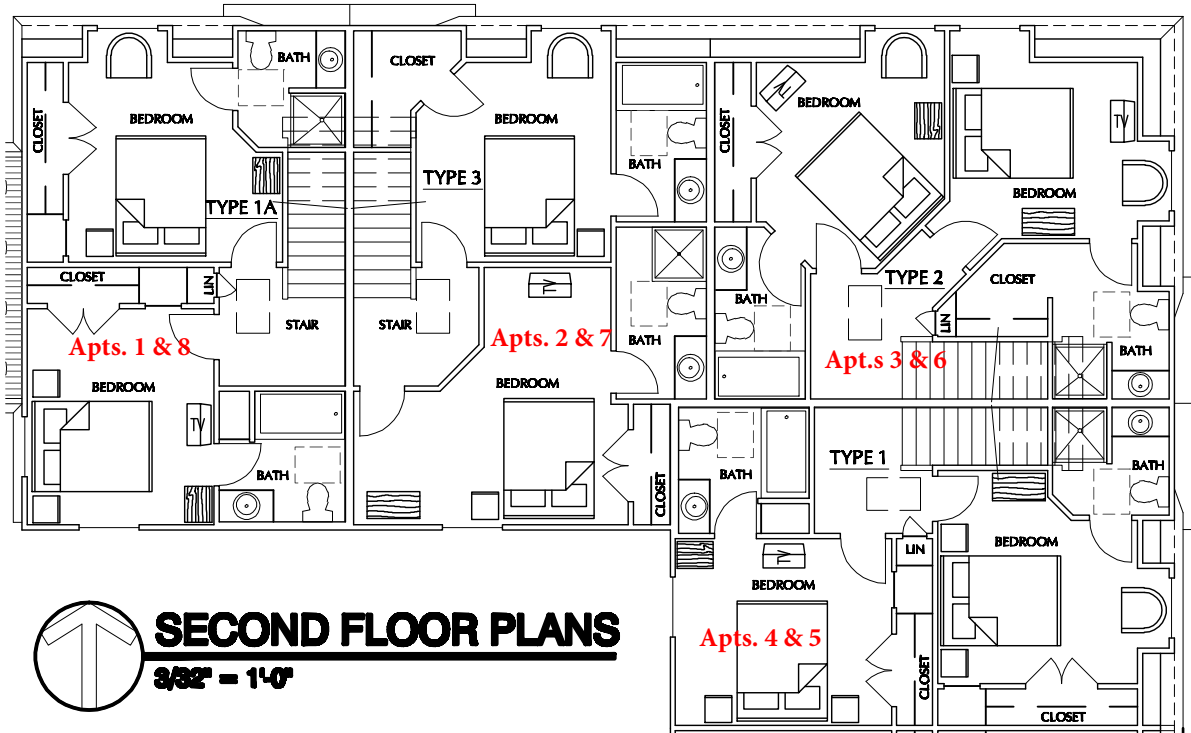 BATH
CLOSET
BEDROOM
CLOSET
BEDROOM
TYPE 1A
TYPE 3
BEDROOM
BATH
CLOSET
TV
BEDROOM
TV
BEDROOM
CLOSET
LIN
STAIR
STAIR
TV
BATH
BATH
TYPE 2
CLOSET
LIN
BATH
Apts. 1 & 8
Apts. 2 & 7
Apt.s 3 & 6
BEDROOM
TV
BEDROOM
BATH
CLOSET
BATH
TYPE 1
BATH
LIN
BEDROOM
TV
BEDROOM
Apts. 4 & 5
CLOSET
CLOSET
SECOND FLOOR PLANS
3/32" = 1'-0"